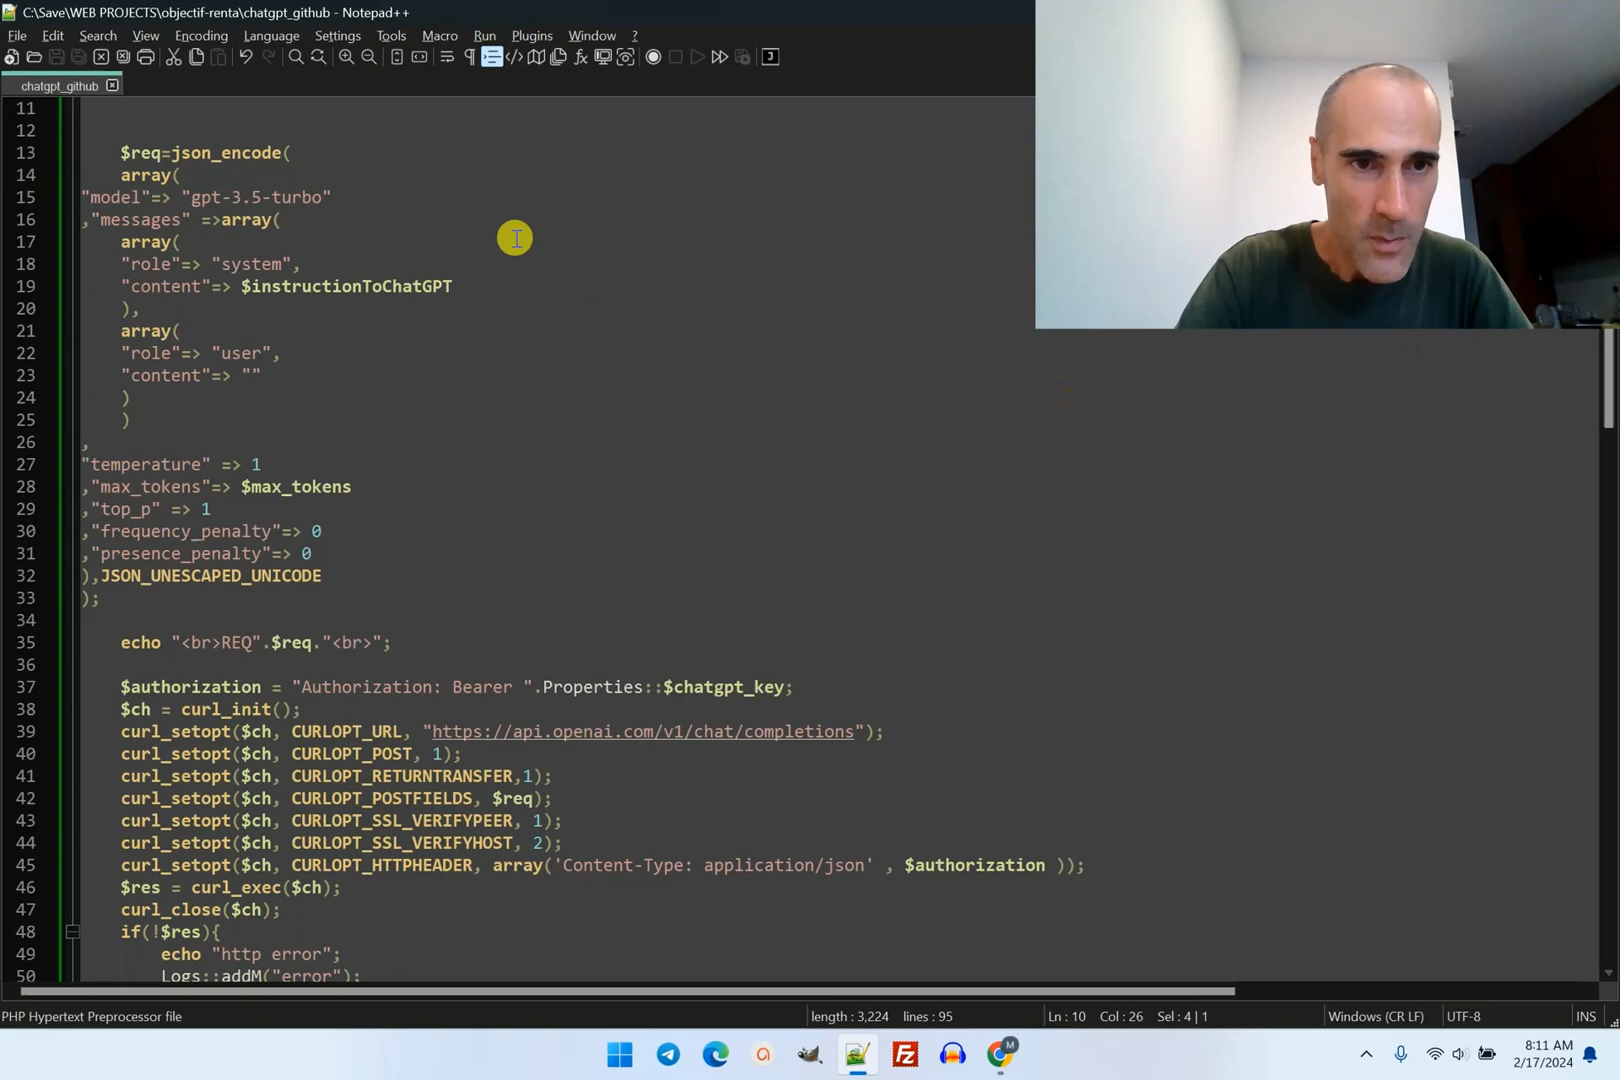 C:\Save\WEB PROJECTS\objectif-renta\chatgpt_github - Notepad++
File Edit Search View Encoding Language Settings Tools Macro Run Plugins Window ?
chatgpt_github
11
12
13 $req=json_encode(
14 array(
15 "model"=> "gpt-3.5-turbo"
16 ,"messages" =>array(
17 array(
18 "role"=> "system",
19 "content"=> $instructionToChatGPT
20 ),
21 array(
22 "role"=> "user",
23 "content"=> ""
24 )
25 )
26 ,
27 "temperature" => 1
28 ,"max_tokens"=> $max_tokens
29 ,"top_p" => 1
30 ,"frequency_penalty"=> 0
31 ,"presence_penalty"=> 0
32 ),JSON_UNESCAPED_UNICODE
33 );
34
35 echo "<br>REQ".$req."<br>";
36
37 $authorization = "Authorization: Bearer ".Properties::$chatgpt_key;
38 $ch = curl_init();
39 curl_setopt($ch, CURLOPT_URL, "https://api.openai.com/v1/chat/completions");
40 curl_setopt($ch, CURLOPT_POST, 1);
41 curl_setopt($ch, CURLOPT_RETURNTRANSFER,1);
42 curl_setopt($ch, CURLOPT_POSTFIELDS, $req);
43 curl_setopt($ch, CURLOPT_SSL_VERIFYPEER, 1);
44 curl_setopt($ch, CURLOPT_SSL_VERIFYHOST, 2);
45 curl_setopt($ch, CURLOPT_HTTPHEADER, array('Content-Type: application/json' , $authorization ));
46 $res = curl_exec($ch);
47 curl_close($ch);
48 if(!$res){
49 echo "http error";
50 Logs::addM("error");
PHP Hypertext Preprocessor file length : 3,224 lines : 95 Ln : 10 Col : 26 Sel : 4 | 1 Windows (CR LF) UTF-8 INS
8:11 AM
2/17/2024